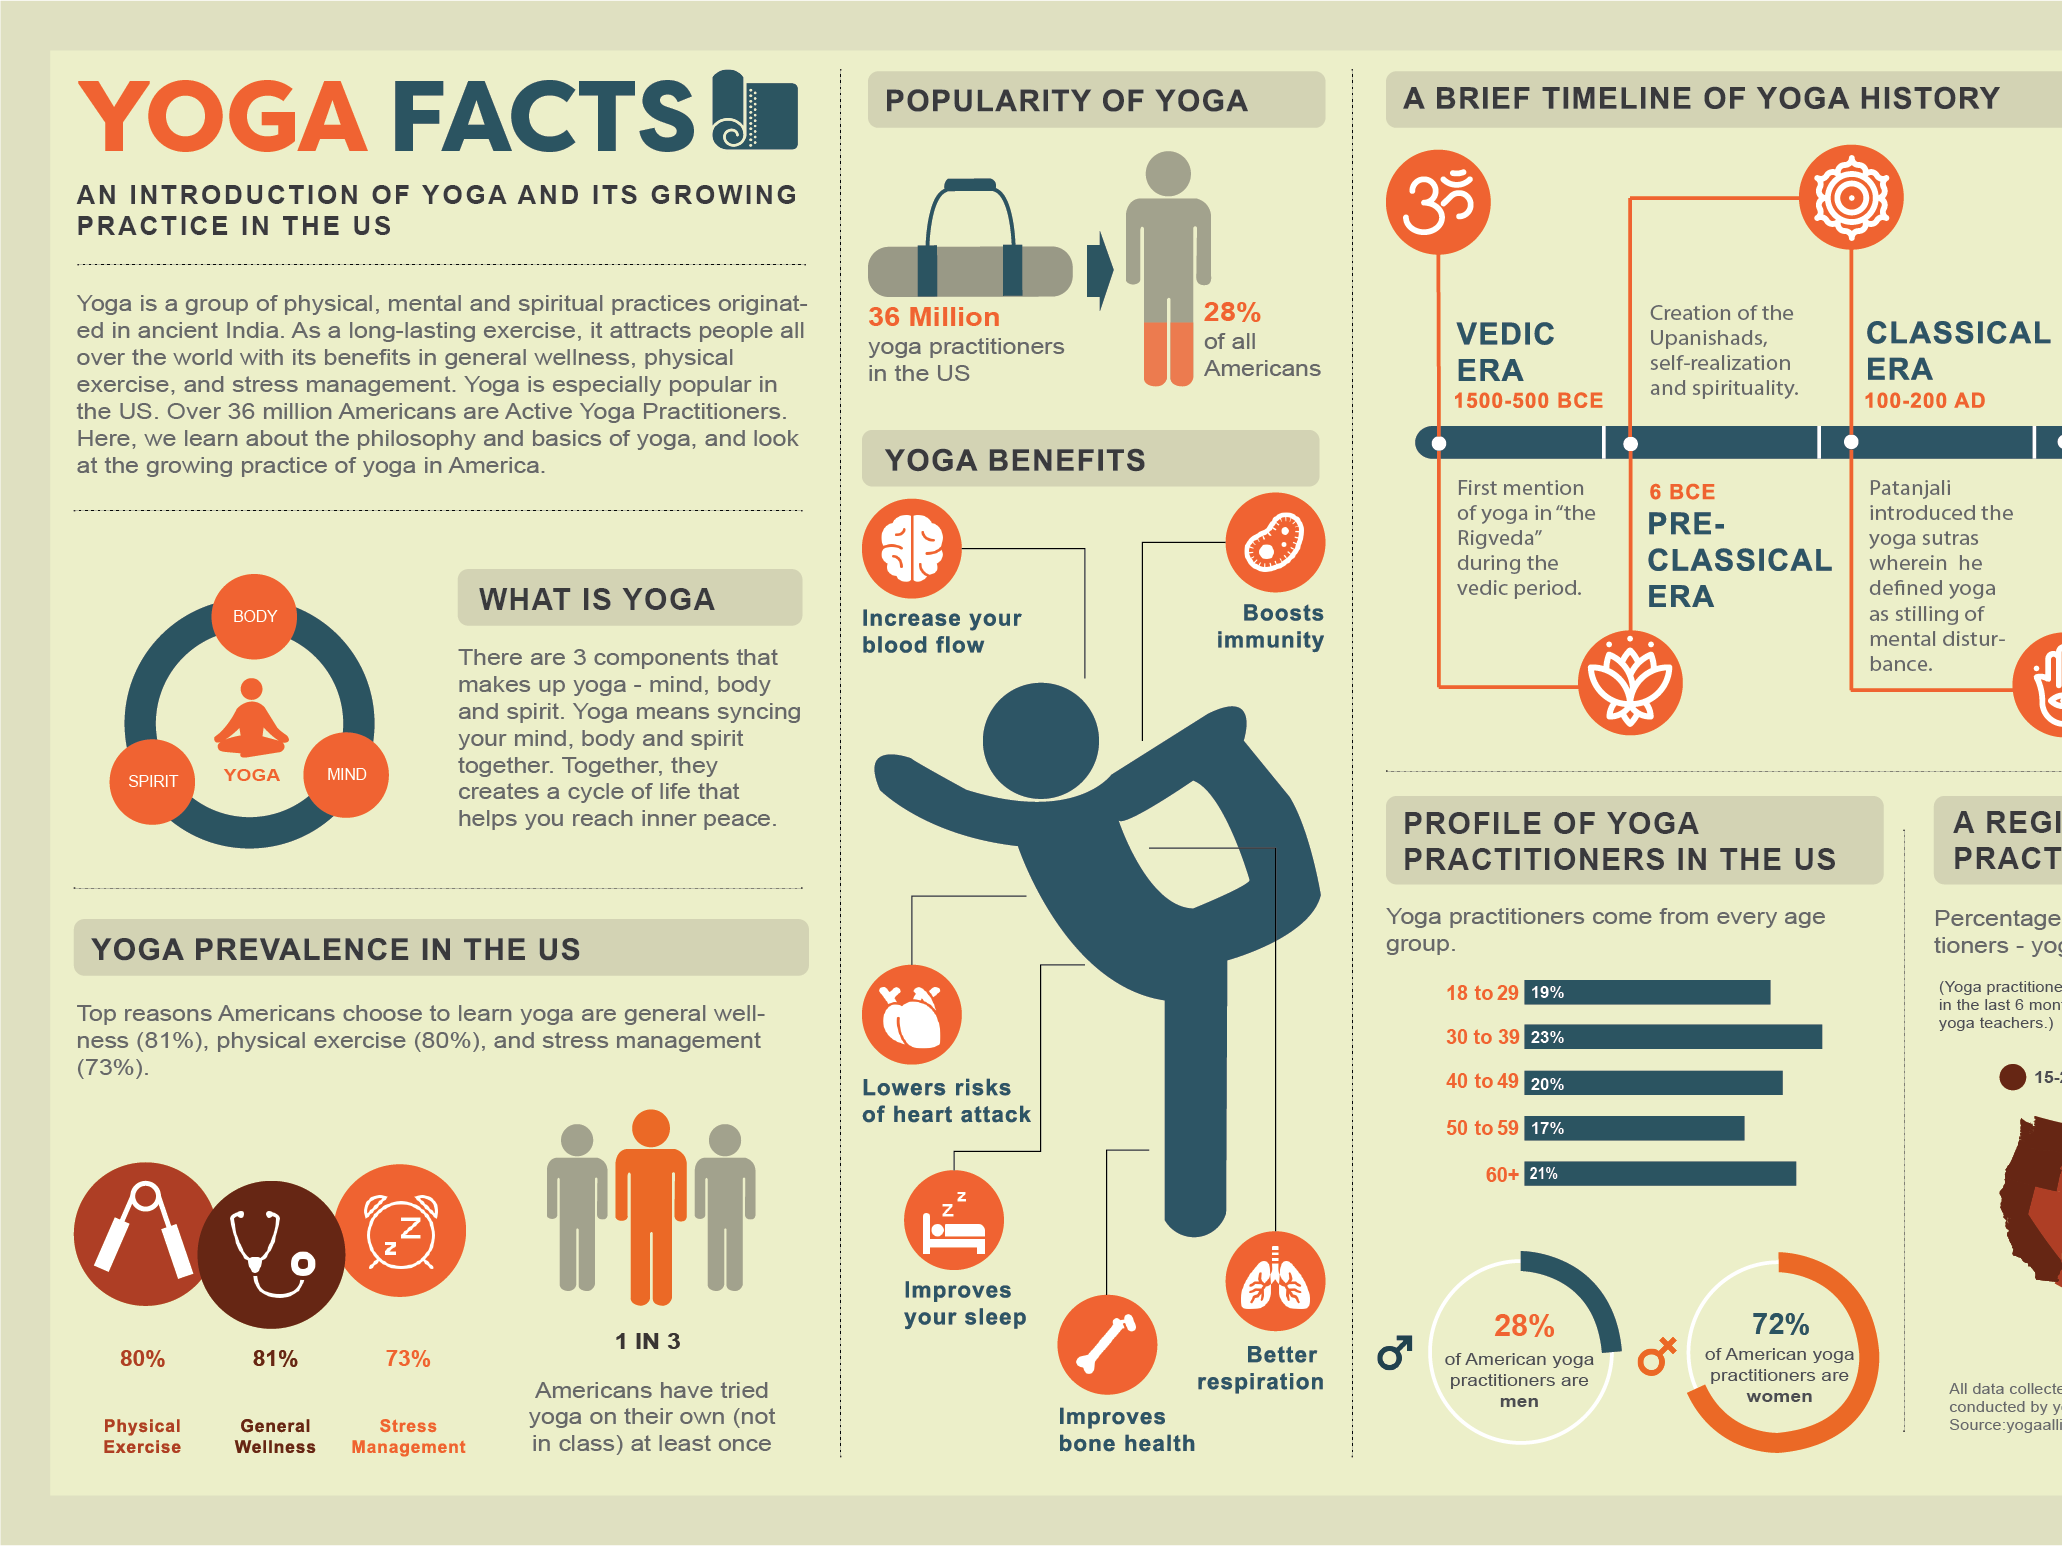 YOGA FACTS
AN INTRODUCTION OF YOGA AND ITS GROWING
PRACTICE IN THE US
Yoga is a group of physical, mental and spiritual practices originat-
ed in ancient India. As a long-lasting exercise, it attracts people all
over the world with its benefits in general wellness, physical
exercise, and stress management. Yoga is especially popular in
the US. Over 36 million Americans are Active Yoga Practitioners.
Here, we learn about the philosophy and basics of yoga, and look
at the growing practice of yoga in America.
BODY
SPIRIT
YOGA
MIND
WHAT IS YOGA
There are 3 components that
makes up yoga - mind, body
and spirit. Yoga means syncing
your mind, body and spirit
together. Together, they
creates a cycle of life that
helps you reach inner peace.
YOGA PREVALENCE IN THE US
Top reasons Americans choose to learn yoga are general well-
ness (81%), physical exercise (80%), and stress management
(73%).
Z
z
80%
81%
73%
Physical
Exercise
General
Wellness
Stress
Management
1 IN 3
Americans have tried
yoga on their own (not
in class) at least once
POPULARITY OF YOGA
36 Million
yoga practitioners
in the US
28%
of all
Americans
YOGA BENEFITS
Increase your
blood flow
Boosts
immunity
Lowers risks
of heart attack
z
z
Improves
your sleep
Improves
bone health
Better
respiration
A BRIEF TIMELINE OF YOGA HISTORY
ॐ
VEDIC
ERA
1500-500 BCE
First mention
of yoga in “the
Rigveda”
during the
vedic period.
Creation of the
Upanishads,
self-realization
and spirituality.
6 BCE
PRE-
CLASSICAL
ERA
CLASSICAL
ERA
100-200 AD
Patanjali
introduced the
yoga sutras
wherein he
defined yoga
as stilling of
mental distur-
bance.
PROFILE OF YOGA
PRACTITIONERS IN THE US
Yoga practitioners come from every age
group.
18 to 29 19%
30 to 39 23%
40 to 49 20%
50 to 59 17%
60+ 21%
28%
of American yoga
practitioners are
men
72%
of American yoga
practitioners are
women
A REGI
PRACT
Percentage
tioners - yog
(Yoga practitione
in the last 6 mon
yoga teachers.)
15-
All data collecte
conducted by y
Source:yogaalli